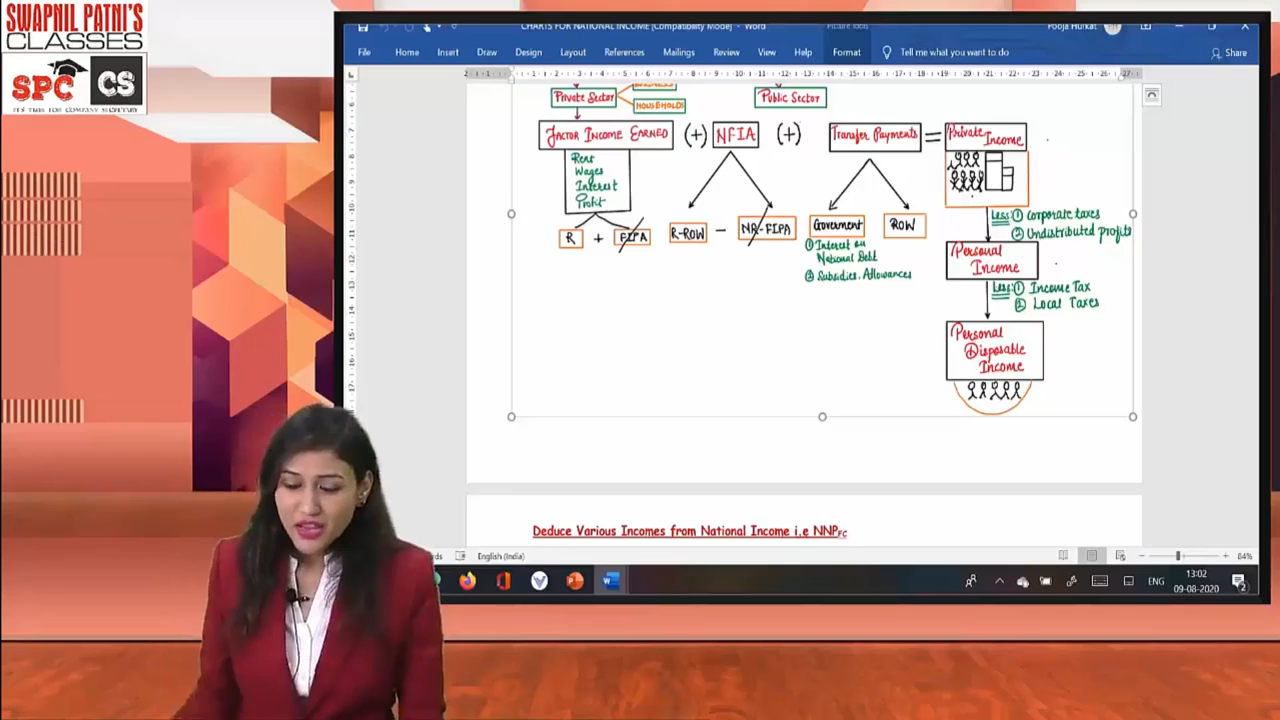 SWAPNIL PATNI'S
CLASSES
SPC CS
CHARTS FOR NATIONAL INCOME [Compatibility Mode] - Word
Picture Tools
Pooja Hurkat
File Home Insert Draw Design Layout References Mailings Review View Help Format Tell me what you want to do Share
Private Sector
HOUSEHOLDS
Public Sector
FACTOR INCOME EARNED (+) NFIA (+) Transfer Payments = Private Income
Rent
Wages
Interest
Profit
R + FIPA
R-ROW - NR-FIPA
Government ROW
① Interest on
National Debt
② Subsidies, Allowances
Less: ① Corporate taxes
② Undistributed profits
Personal
Income
Less: ① Income Tax
② Local Taxes
Personal
Disposable
Income
Deduce Various Incomes from National Income i.e NNPFC
English (India)
84%
ENG
13:02
09-08-2020
2